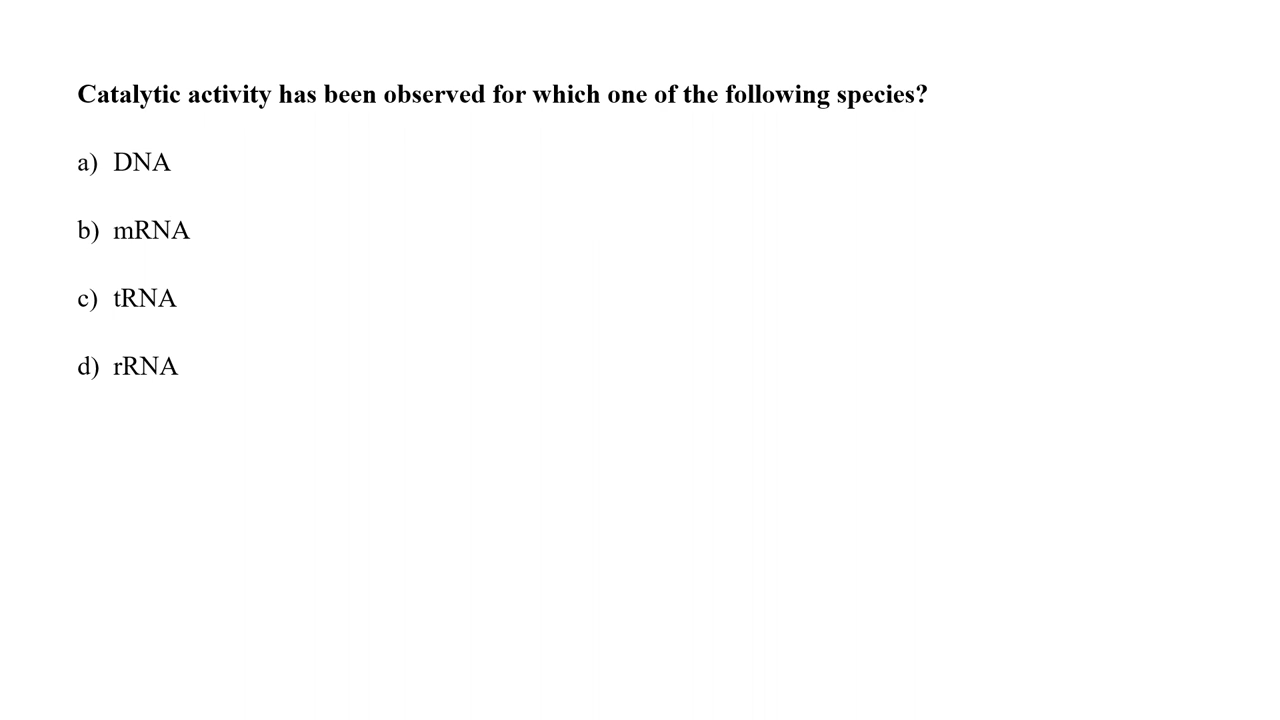 Catalytic activity has been observed for which one of the following species?
a) DNA
b) mRNA
c) tRNA
d) rRNA